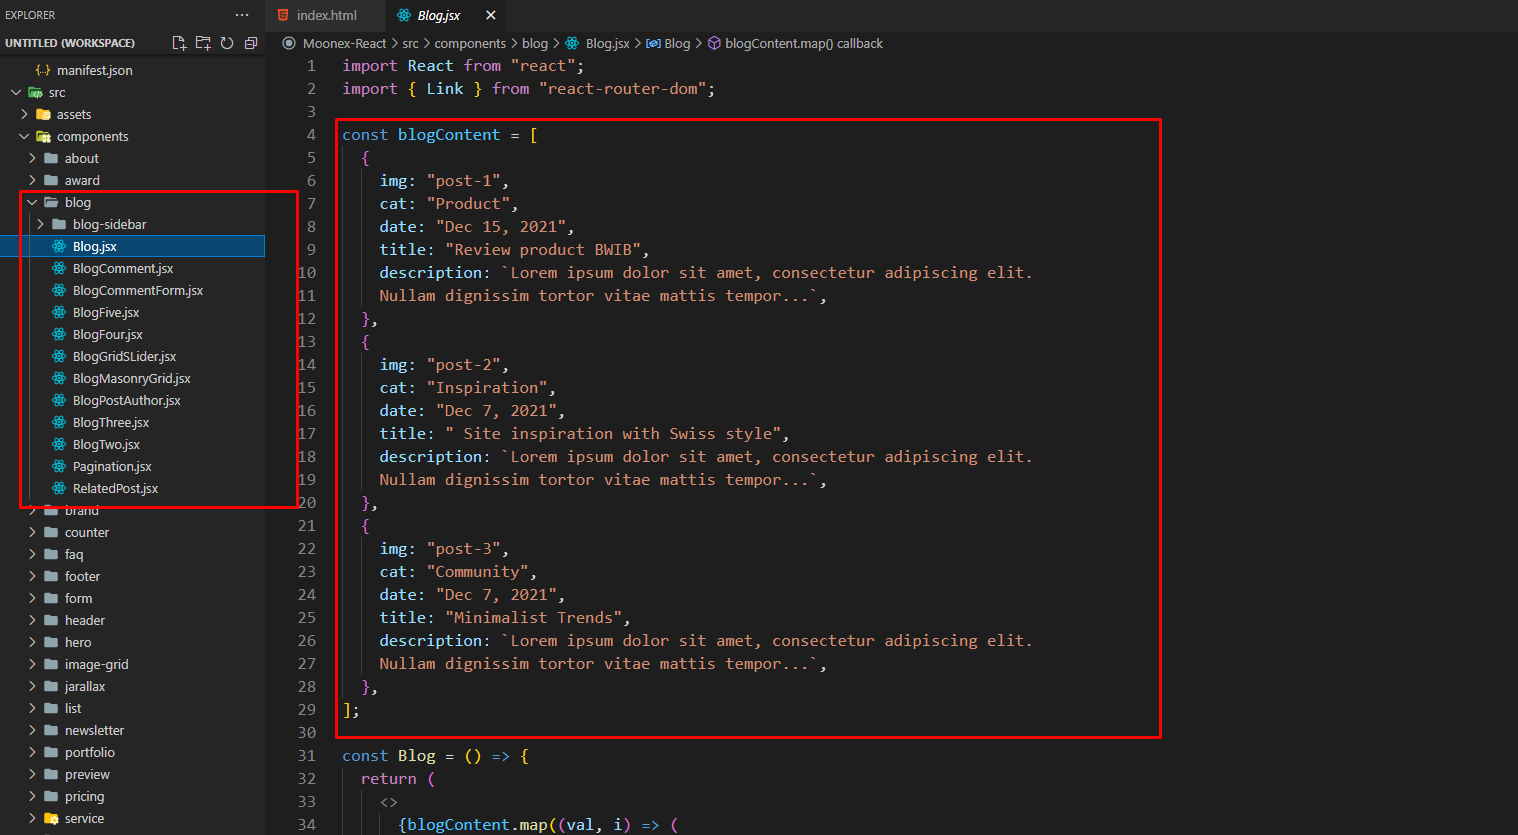 EXPLORER
UNTITLED (WORKSPACE)
manifest.json
src
assets
components
about
award
blog
blog-sidebar
Blog.jsx
BlogComment.jsx
BlogCommentForm.jsx
BlogFive.jsx
BlogFour.jsx
BlogGridSLider.jsx
BlogMasonryGrid.jsx
BlogPostAuthor.jsx
BlogThree.jsx
BlogTwo.jsx
Pagination.jsx
RelatedPost.jsx
brand
counter
faq
footer
form
header
hero
image-grid
jarallax
list
newsletter
portfolio
preview
pricing
service
index.html
Blog.jsx
Moonex-React > src > components > blog > Blog.jsx > Blog > blogContent.map() callback
1 import React from "react";
2 import { Link } from "react-router-dom";
3
4 const blogContent = [
5 {
6 img: "post-1",
7 cat: "Product",
8 date: "Dec 15, 2021",
9 title: "Review product BWIB",
10 description: `Lorem ipsum dolor sit amet, consectetur adipiscing elit.
11 Nullam dignissim tortor vitae mattis tempor...`,
12 },
13 {
14 img: "post-2",
15 cat: "Inspiration",
16 date: "Dec 7, 2021",
17 title: " Site inspiration with Swiss style",
18 description: `Lorem ipsum dolor sit amet, consectetur adipiscing elit.
19 Nullam dignissim tortor vitae mattis tempor...`,
20 },
21 {
22 img: "post-3",
23 cat: "Community",
24 date: "Dec 7, 2021",
25 title: "Minimalist Trends",
26 description: `Lorem ipsum dolor sit amet, consectetur adipiscing elit.
27 Nullam dignissim tortor vitae mattis tempor...`,
28 },
29 ];
30
31 const Blog = () => {
32 return (
33 <>
34 {blogContent.map((val, i) => (